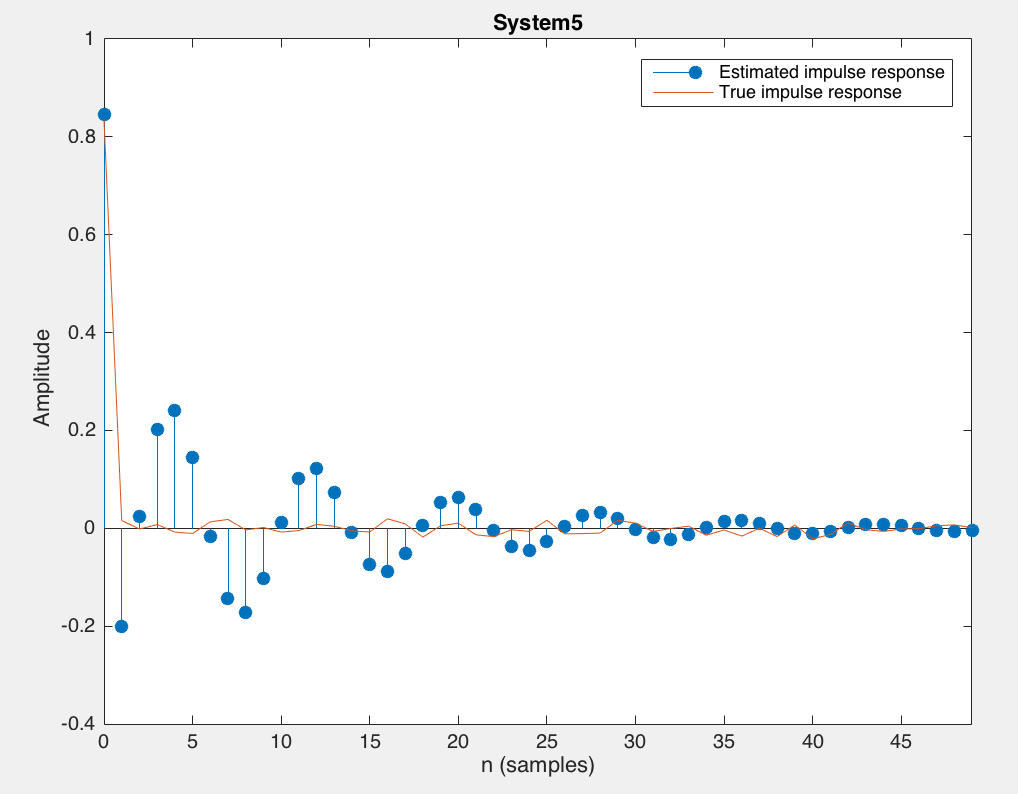 System5
Estimated impulse response
True impulse response
1
0.8
0.6
0.4
0.2
0
-0.2
-0.4
Amplitude
0 5 10 15 20 25 30 35 40 45
n (samples)